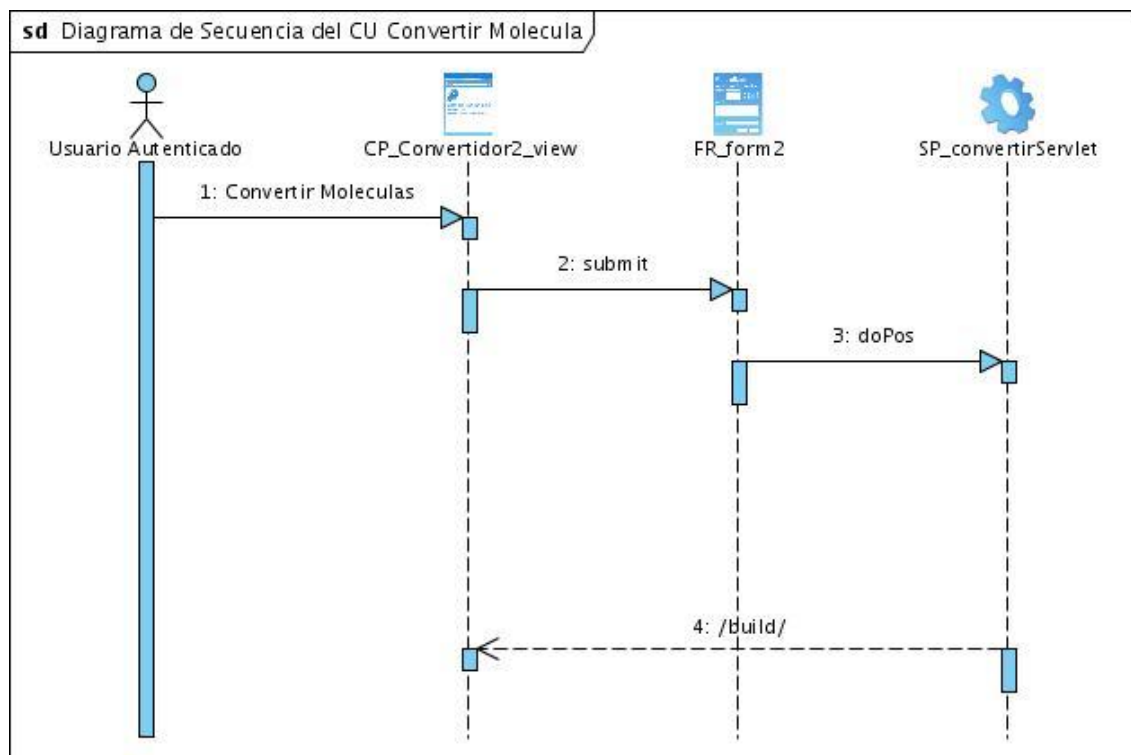 sd Diagrama de Secuencia del CU Convertir Molecula
Usuario Autenticado
CP_Convertidor2_view
FR_form2
SP_convertirServlet
1: Convertir Moleculas
2: submit
3: doPos
4: /build/